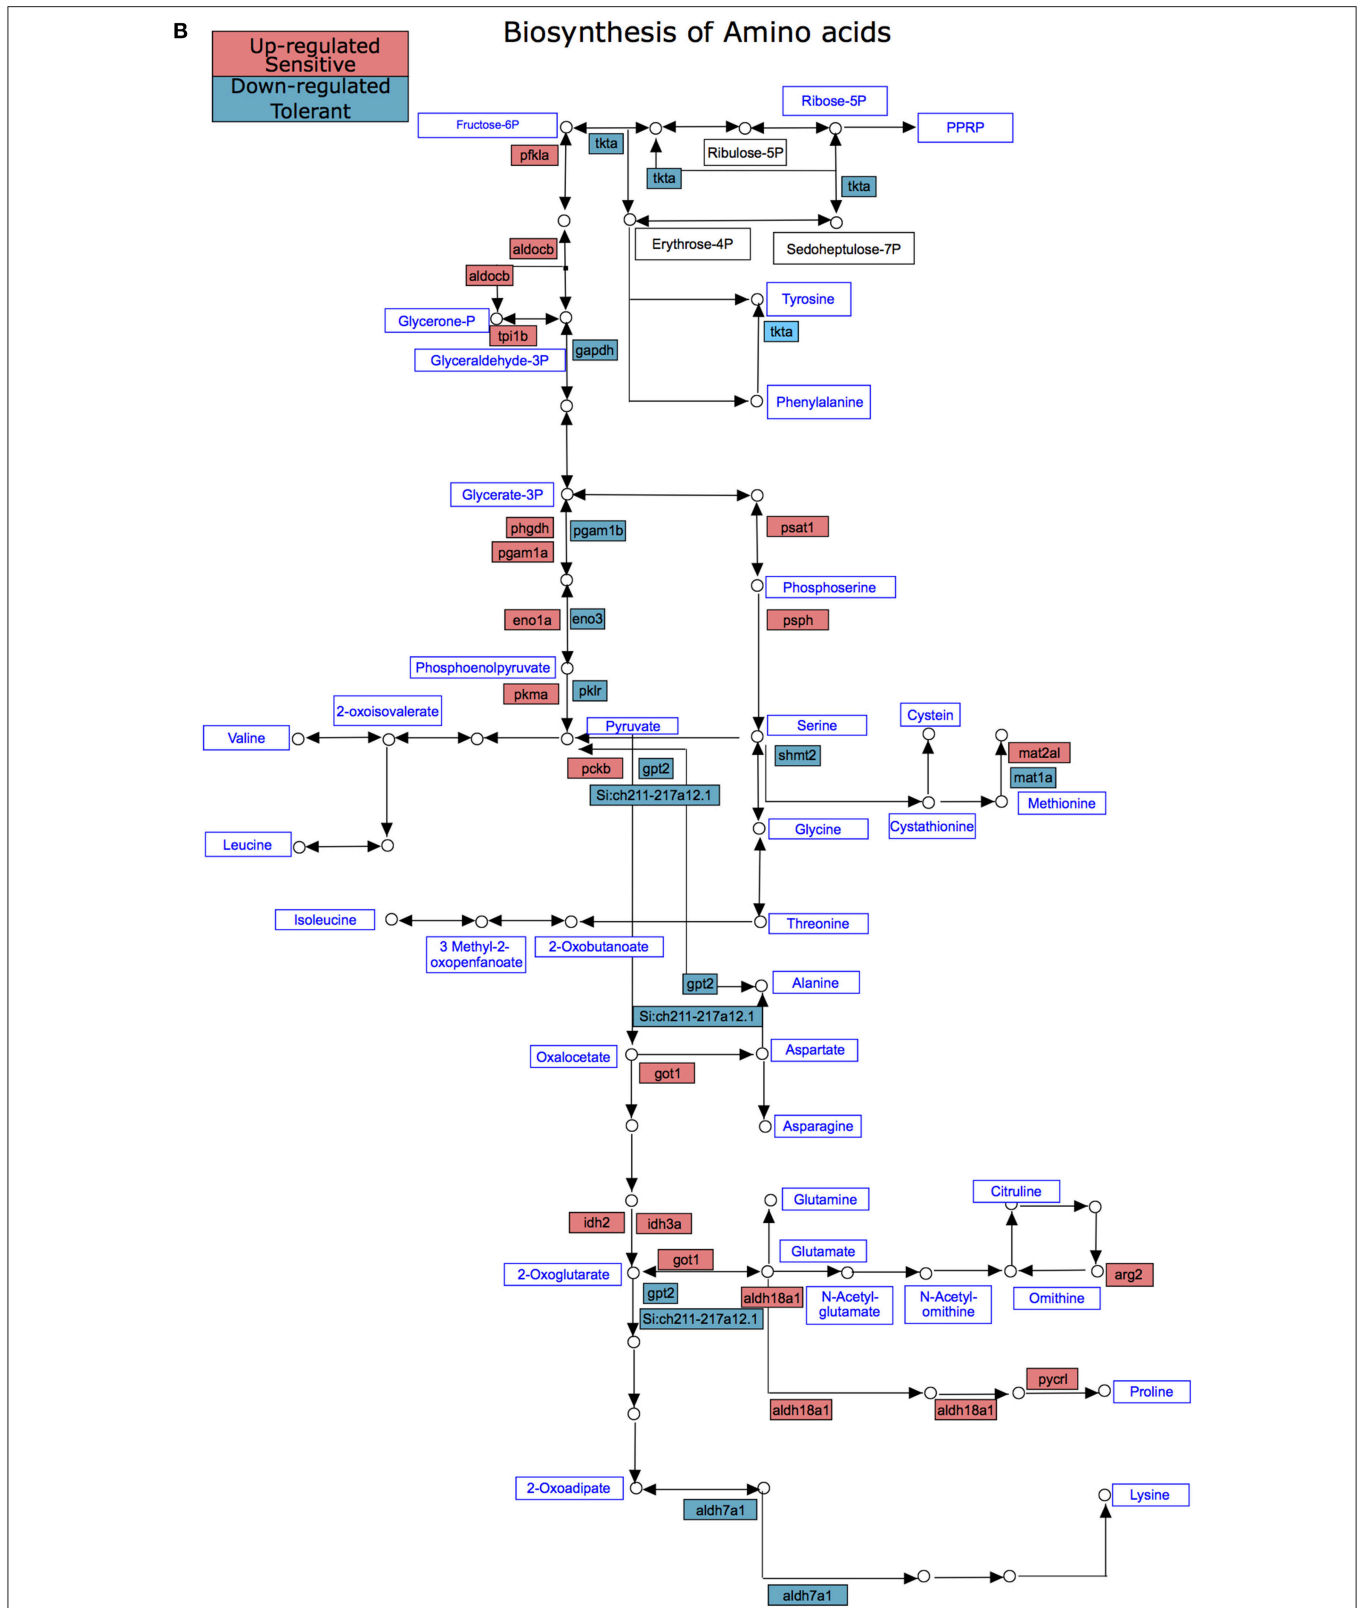 B
Biosynthesis of Amino acids
Up-regulated
Sensitive
Down-regulated
Tolerant
Ribose-5P
Fructose-6P
PPRP
tkta
Ribulose-5P
pfkla
tkta
tkta
Erythrose-4P
Sedoheptulose-7P
aldocb
aldocb
Tyrosine
Glycerone-P
tpi1b
tkta
gapdh
Glyceraldehyde-3P
Phenylalanine
Glycerate-3P
phgdh
pgam1b
psat1
pgam1a
Phosphoserine
eno1a
eno3
psph
Phosphoenolpyruvate
pkma
pklr
2-oxoisovalerate
Cystein
Pyruvate
Serine
Valine
mat2al
shmt2
pckb
gpt2
mat1a
Si:ch211-217a12.1
Methionine
Glycine
Cystathionine
Leucine
Isoleucine
Threonine
3 Methyl-2-
oxopenfanoate
2-Oxobutanoate
gpt2
Alanine
Si:ch211-217a12.1
Oxalocetate
Aspartate
got1
Asparagine
Citruline
Glutamine
idh2
idh3a
Glutamate
got1
2-Oxoglutarate
arg2
gpt2
aldh18a1
N-Acetyl-
glutamate
N-Acetyl-
omithine
Omithine
Si:ch211-217a12.1
pycrl
Proline
aldh18a1
aldh18a1
2-Oxoadipate
Lysine
aldh7a1
aldh7a1